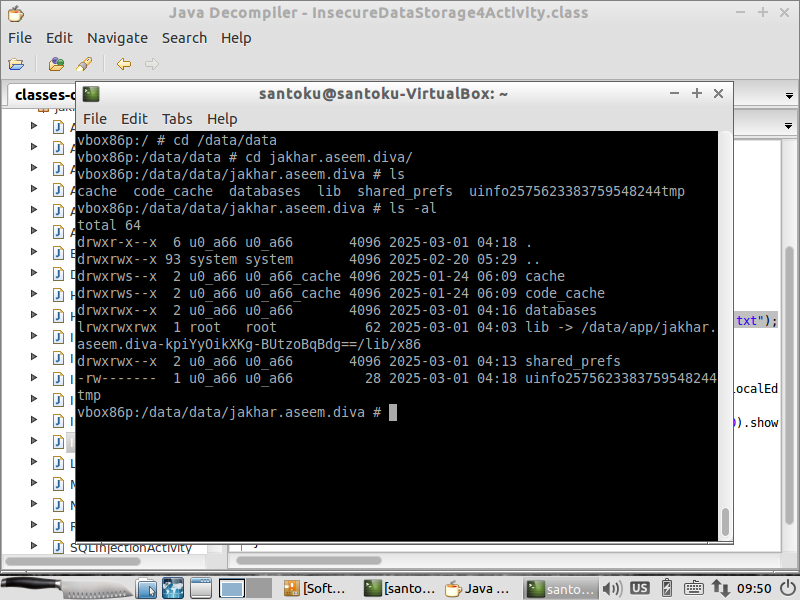 Java Decompiler - InsecureDataStorage4Activity.class
File Edit Navigate Search Help
classes-
santoku@santoku-VirtualBox: ~
File Edit Tabs Help
vbox86p:/ # cd /data/data
vbox86p:/data/data # cd jakhar.aseem.diva/
vbox86p:/data/data/jakhar.aseem.diva # ls
cache code_cache databases lib shared_prefs uinfo2575623383759548244tmp
vbox86p:/data/data/jakhar.aseem.diva # ls -al
total 64
drwxr-x--x 6 u0_a66 u0_a66 4096 2025-03-01 04:18 .
drwxrwx--x 93 system system 4096 2025-02-20 05:29 ..
drwxrws--x 2 u0_a66 u0_a66_cache 4096 2025-01-24 06:09 cache
drwxrws--x 2 u0_a66 u0_a66_cache 4096 2025-01-24 06:09 code_cache
drwxrwx--x 2 u0_a66 u0_a66 4096 2025-03-01 04:16 databases
lrwxrwxrwx 1 root root 62 2025-03-01 04:03 lib -> /data/app/jakhar.
aseem.diva-kpiYyOikXKg-BUtzoBqBdg==/lib/x86
drwxrwx--x 2 u0_a66 u0_a66 4096 2025-03-01 04:13 shared_prefs
-rw------- 1 u0_a66 u0_a66 28 2025-03-01 04:18 uinfo2575623383759548244
tmp
vbox86p:/data/data/jakhar.aseem.diva #
txt");
ocalEd
).show
SQLInjectionActivity
[Soft... [santo... Java ... santo... US 09:50